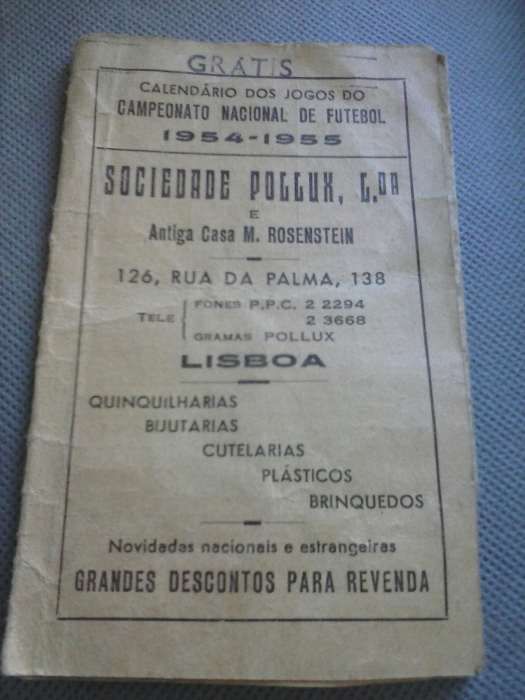 GRÁTIS
CALENDÁRIO DOS JOGOS DO
CAMPEONATO NACIONAL DE FUTEBOL
1954-1955
SOCIEDADE POLLUX, L.DA
E
Antiga Casa M. ROSENSTEIN
126, RUA DA PALMA, 138
TELE { FONES P.P.C. 2 2294
2 3668
GRAMAS POLLUX
LISBOA
QUINQUILHARIAS
BIJUTARIAS
CUTELARIAS
PLÁSTICOS
BRINQUEDOS
Novidadas nacionais e estrangeiras
GRANDES DESCONTOS PARA REVENDA